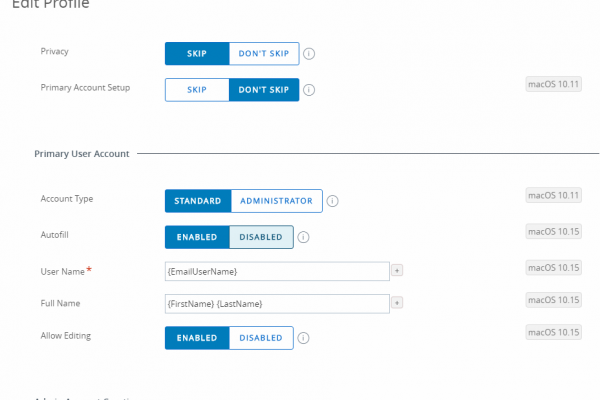 Edit Profile
Privacy SKIP DON'T SKIP i
Primary Account Setup SKIP DON'T SKIP i macOS 10.11
Primary User Account
Account Type STANDARD ADMINISTRATOR i macOS 10.11
Autofill ENABLED DISABLED i macOS 10.15
User Name* {EmailUserName} + macOS 10.15
Full Name {FirstName} {LastName} + macOS 10.15
Allow Editing ENABLED DISABLED i macOS 10.15